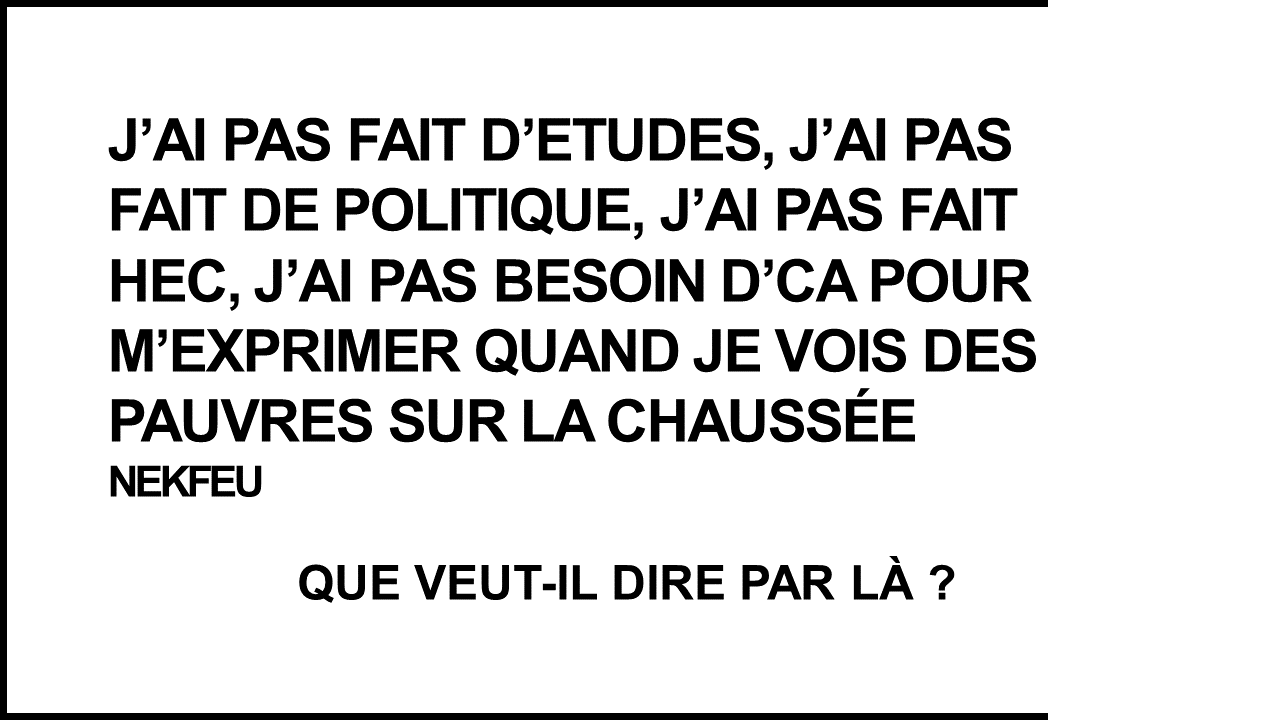 J’AI PAS FAIT D’ETUDES, J’AI PAS
FAIT DE POLITIQUE, J’AI PAS FAIT
HEC, J’AI PAS BESOIN D’CA POUR
M’EXPRIMER QUAND JE VOIS DES
PAUVRES SUR LA CHAUSSÉE
NEKFEU
QUE VEUT-IL DIRE PAR LÀ ?